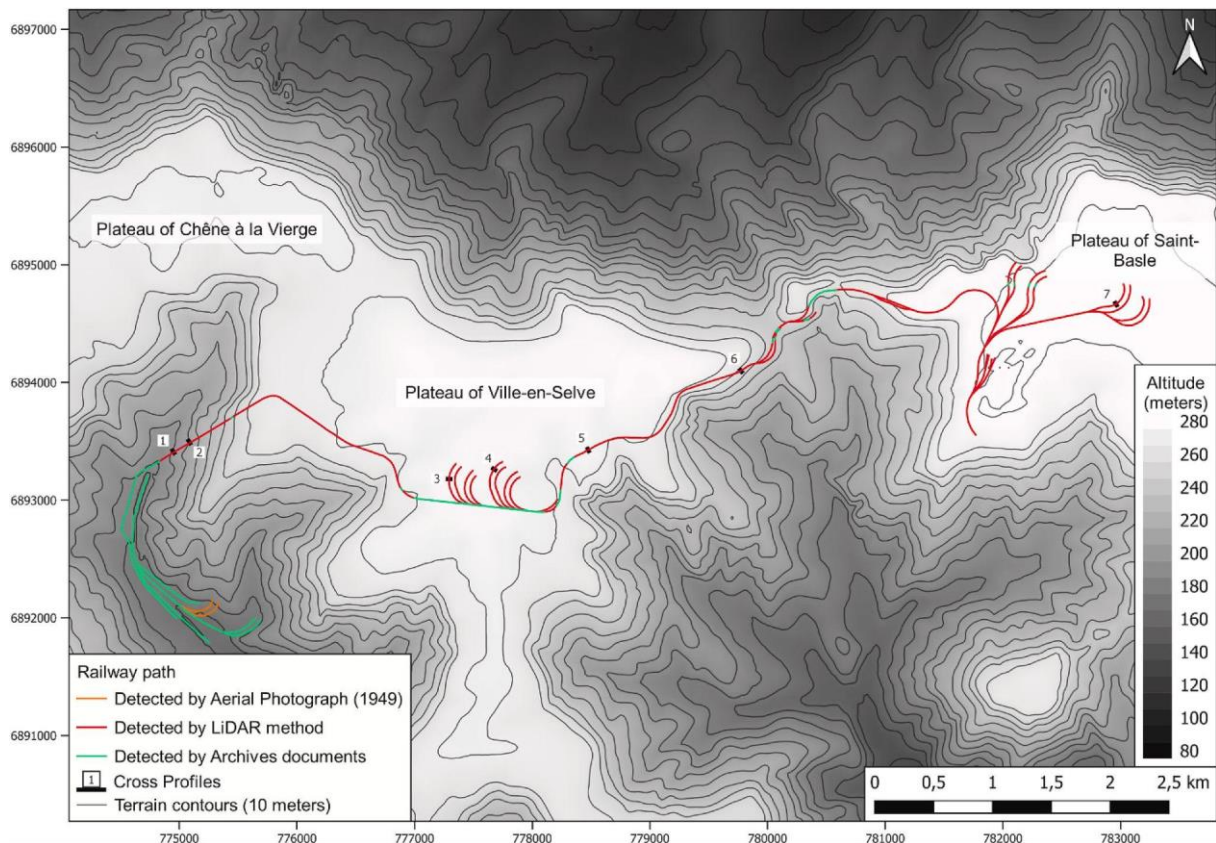 6897000
N
6896000
Plateau of Chêne à la Vierge
6895000
Plateau of Saint-
Basle
7
6894000
6
Altitude
(meters)
Plateau of Ville-en-Selve
280
260
1
2
5
4
3
240
6893000
220
200
180
6892000
160
140
Railway path
120
Detected by Aerial Photograph (1949)
100
Detected by LiDAR method
80
6891000
Detected by Archives documents
1 Cross Profiles
Terrain contours (10 meters)
0 0,5 1 1,5 2 2,5 km
775000 776000 777000 778000 779000 780000 781000 782000 783000